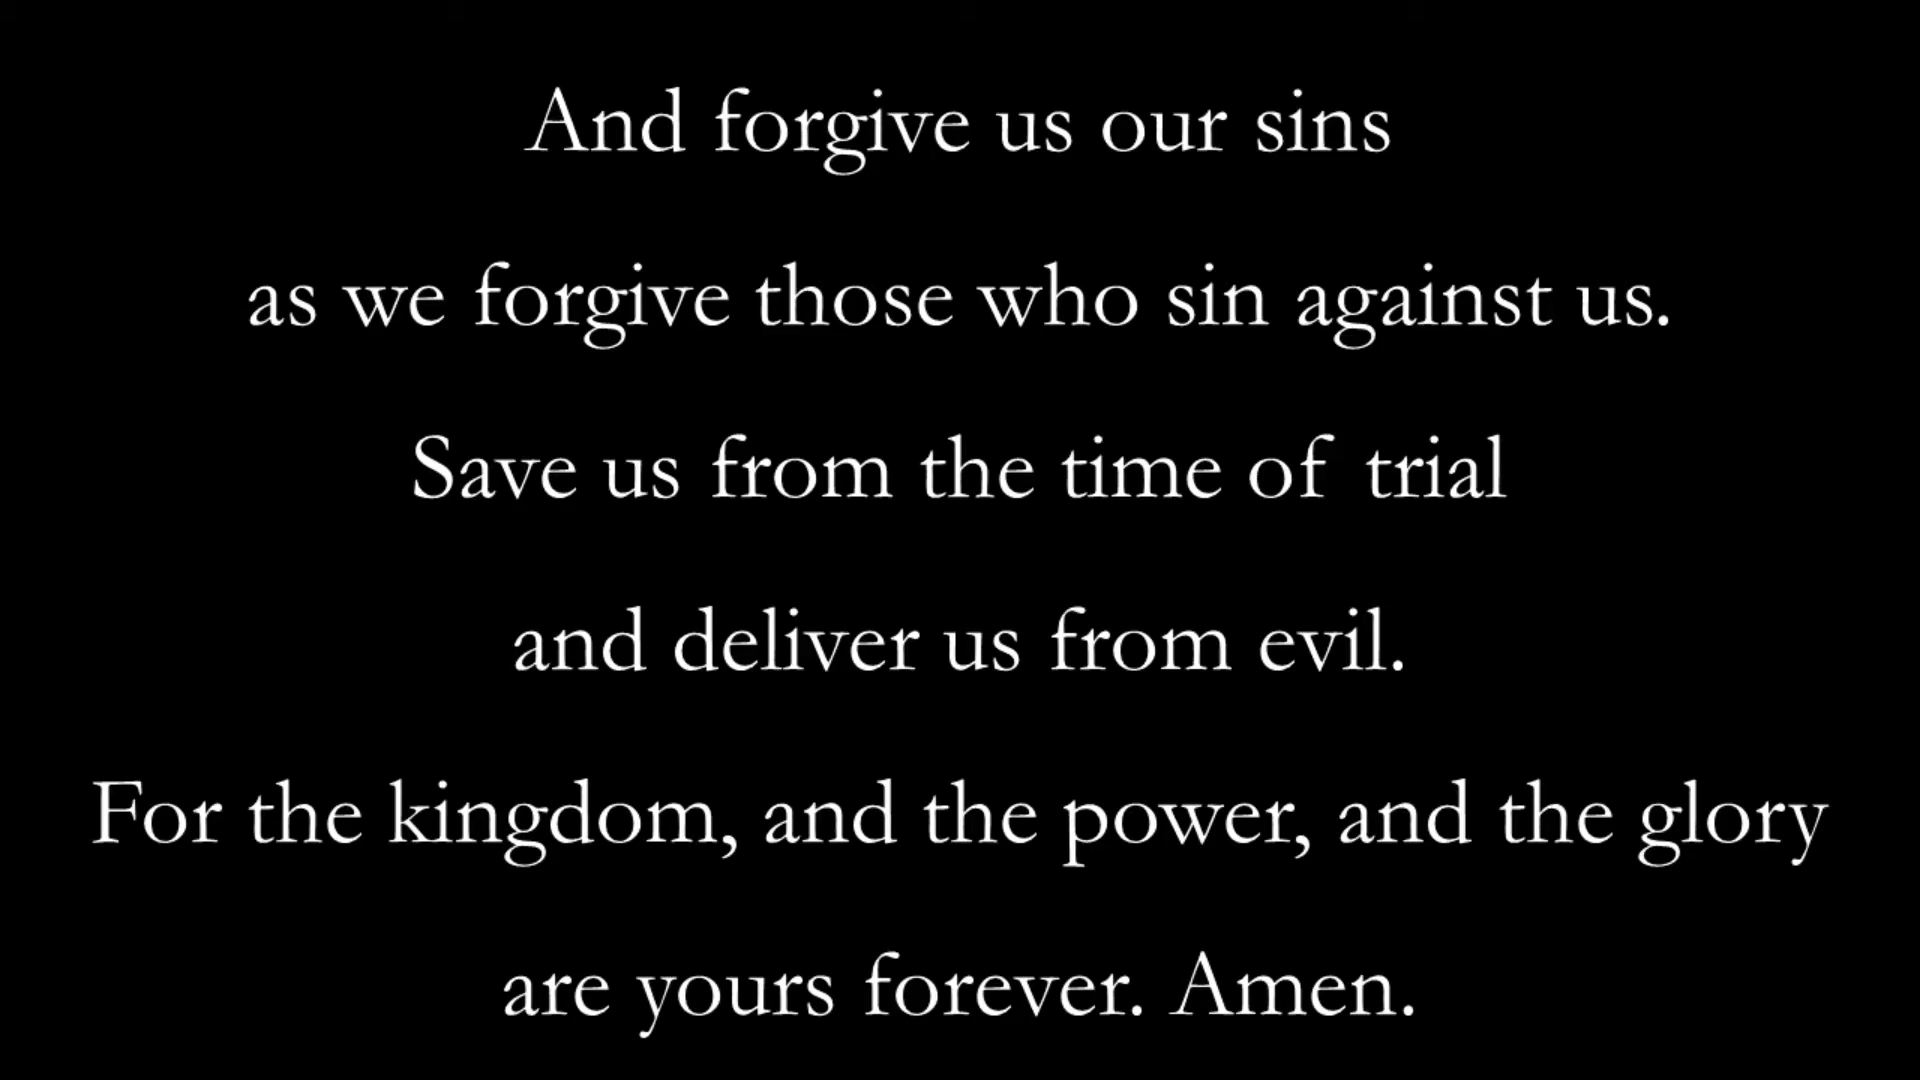 And forgive us our sins
as we forgive those who sin against us.
Save us from the time of trial
and deliver us from evil.
For the kingdom, and the power, and the glory
are yours forever. Amen.